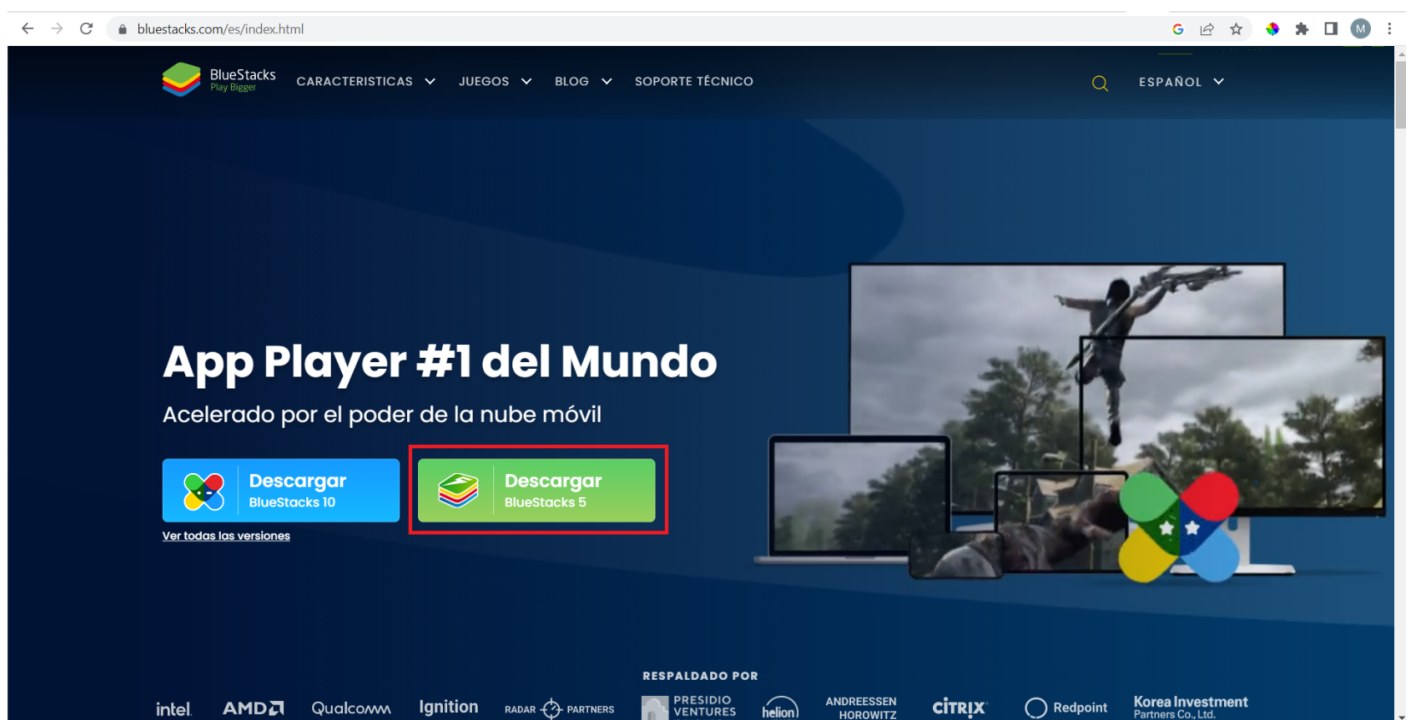 bluestacks.com/es/index.html
G
M
BlueStacks
Play Bigger
CARACTERISTICAS
JUEGOS
BLOG
SOPORTE TÉCNICO
ESPAÑOL
App Player #1 del Mundo
Acelerado por el poder de la nube móvil
Descargar
BlueStacks 10
Descargar
BlueStacks 5
Ver todas las versiones
RESPALDADO POR
intel.
AMD
Qualcomm
Ignition
RADAR PARTNERS
PRESIDIO
VENTURES
helion
ANDREESSEN
HOROWITZ
CITRIX
Redpoint
Korea Investment
Partners Co., Ltd.